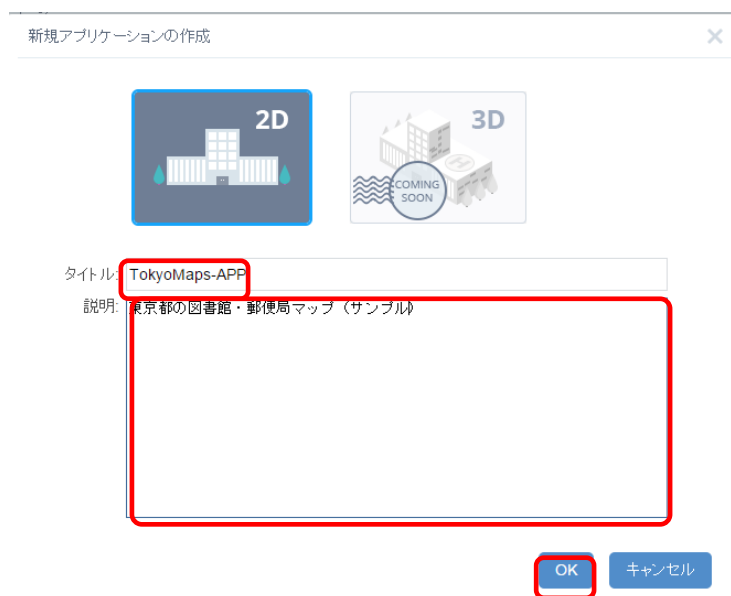 新規アプリケーションの作成
2D
3D
COMING
SOON
タイトル: TokyoMaps-APP
説明: 東京都の図書館・郵便局マップ（サンプル）
OK
キャンセル